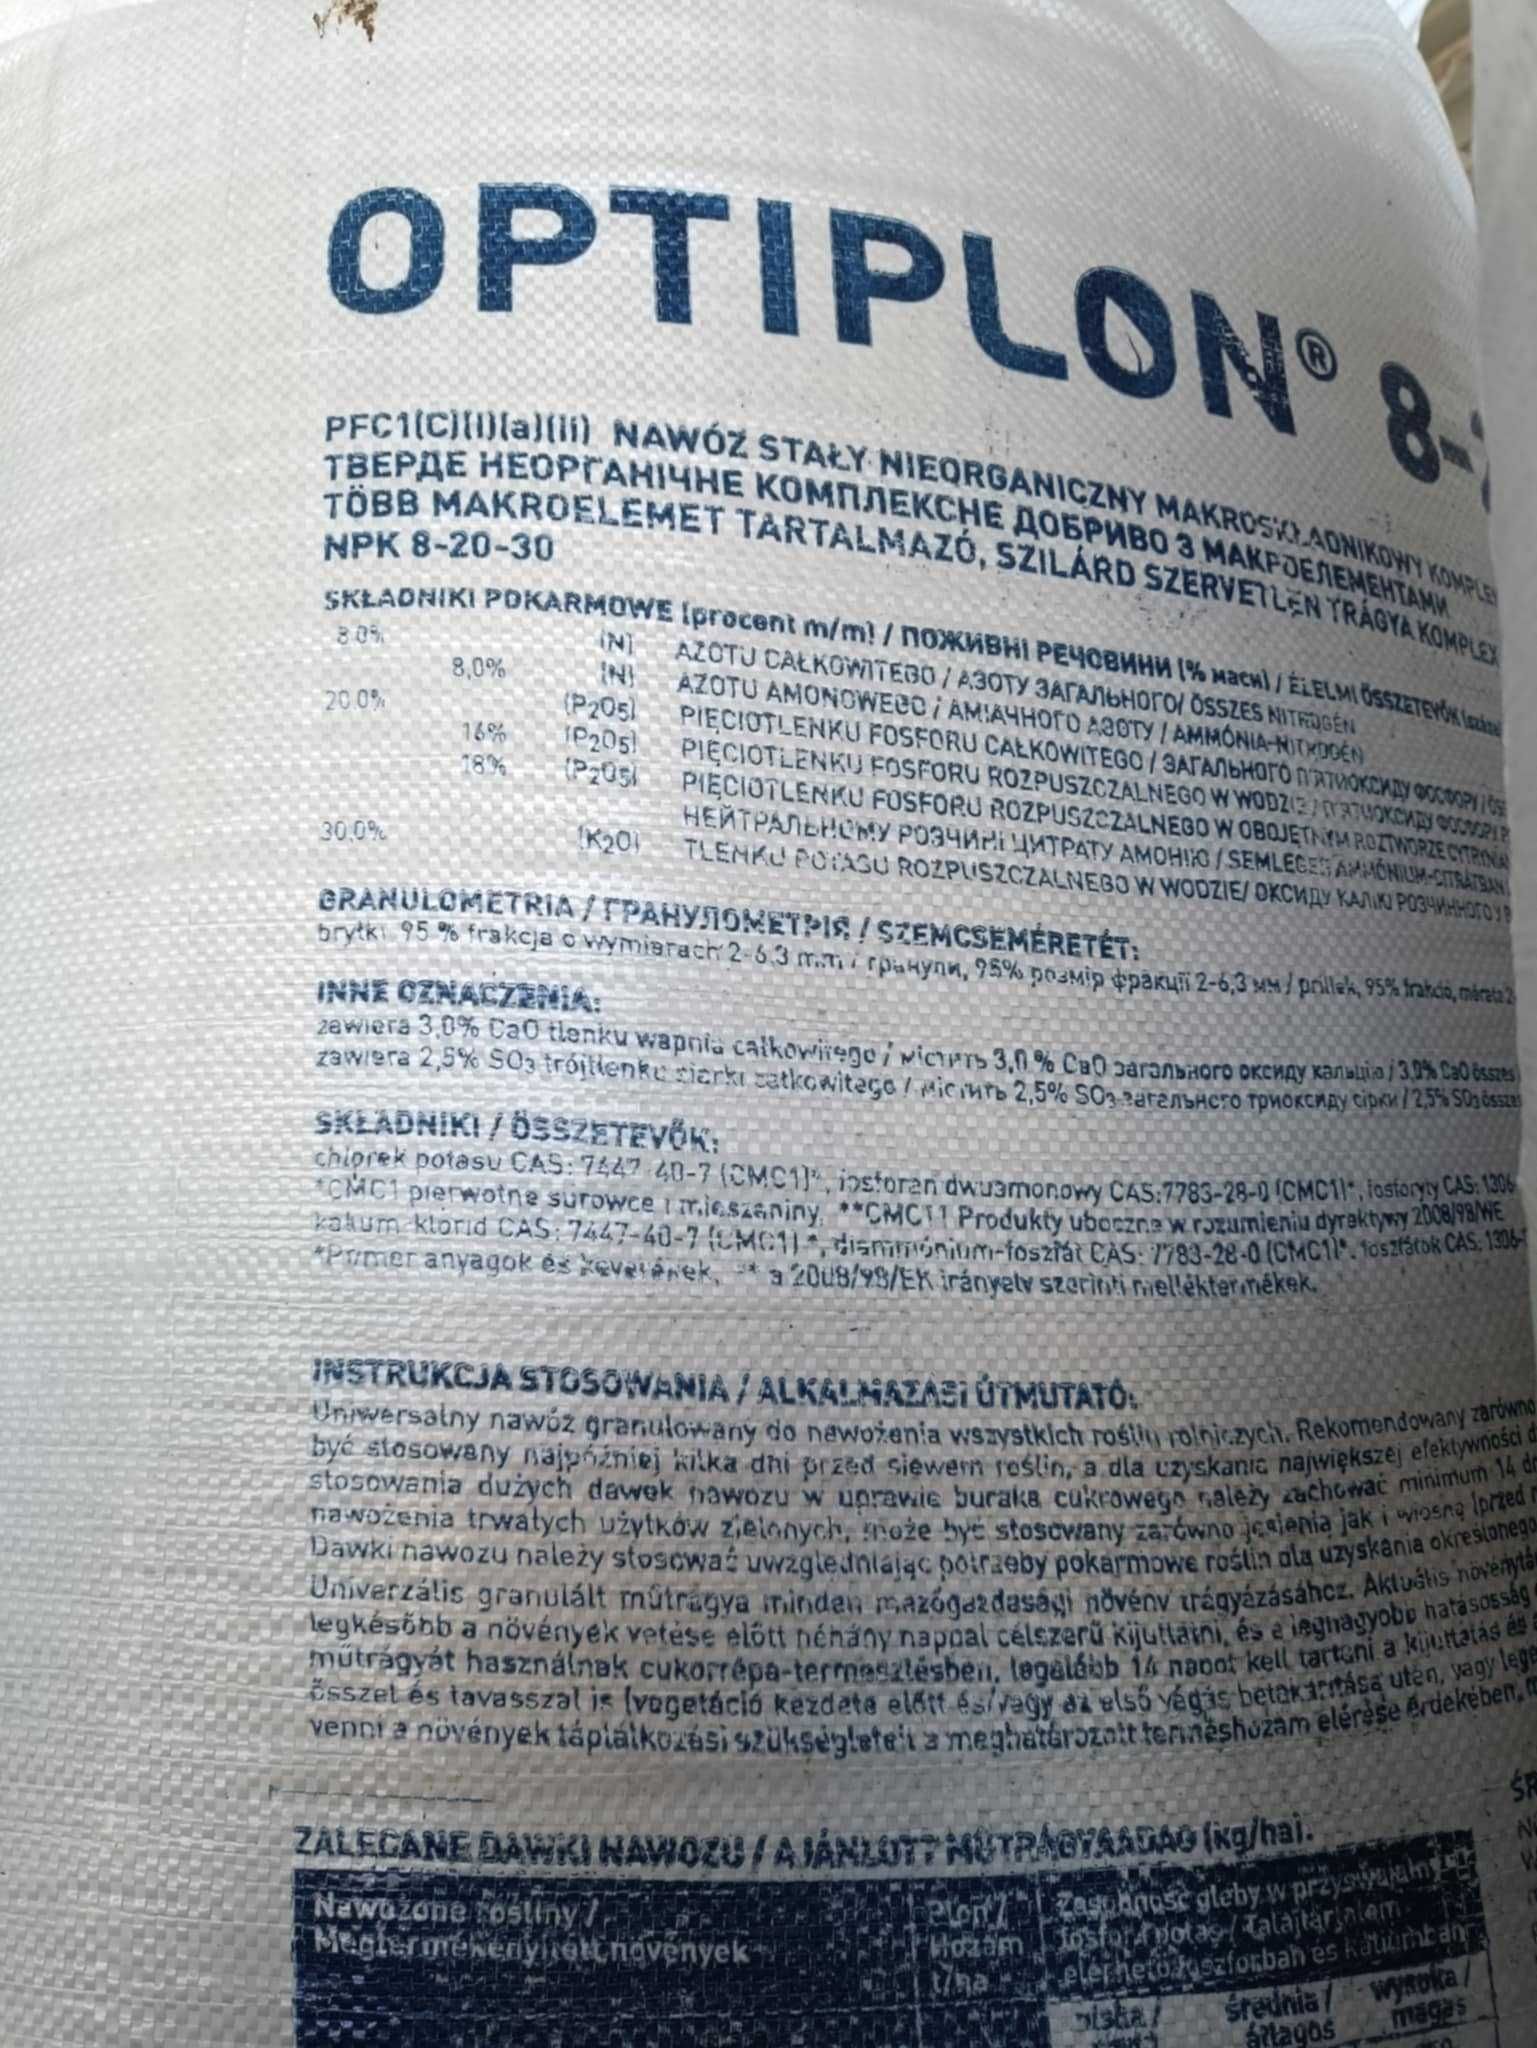 OPTIPLON® 8-
PFC1(C)(I)(a)(ii) NAWÓZ STAŁY NIEORGANICZNY MAKROSKŁADNIKOWY KOMPLEX
ТВЕРДЕ НЕОРГАНІЧНЕ КОМПЛЕКСНЕ ДОБРИВО З МАКРОЕЛЕМЕНТАМИ
TÖBB MAKROELEMET TARTALMAZÓ, SZILÁRD SZERVETLEN TRÁGYA KOMPLEX
NPK 8-20-30
SKŁADNIKI POKARMOWE (procent m/m) / ПОЖИВНІ РЕЧОВИНИ (% маси) / ÉLELMI ÖSSZETEVŐK
8.0% (N) AZOTU CAŁKOWITEGO / АЗОТУ ЗАГАЛЬНОГО/ ÖSSZES NITROGÉN
8,0% (N) AZOTU AMONOWEGO / АМІАЧНОГО АЗОТУ / AMMÓNIA-NITROGÉN
20.0% (P2O5) PIĘCIOTLENKU FOSFORU CAŁKOWITEGO / ЗАГАЛЬНОГО П'ЯТИОКСИДУ ФОСФОРУ /
16% (P2O5) PIĘCIOTLENKU FOSFORU ROZPUSZCZALNEGO W WODZIE / П'ЯТИОКСИДУ ФОСФОРУ
18% (P2O5) PIĘCIOTLENKU FOSFORU ROZPUSZCZALNEGO W OBOJĘTNYM ROZTWORZE
НЕЙТРАЛЬНОМУ РОЗЧИНІ ЦИТРАТУ АМОНІЮ / SEMLEGES AMMÓNIUM-CITRÁTBAN
30,0% (K2O) TLENKU POTASU ROZPUSZCZALNEGO W WODZIE/ ОКСИДУ КАЛІЮ РОЗЧИННОГО У
GRANULOMETRIA / ГРАНУЛОМЕТРІЯ / SZEMCSEMÉRETÉT:
bryłki 95 % frakcja o wymiarach 2-6,3 mm / гранули, 95% розмір фракції 2-6,3 мм / prillek, 95% frakció,
INNE OZNACZENIA:
zawiera 3,0% CaO tlenku wapnia całkowitego / містить 3,0 % CaO загального оксиду кальцію / 3,0% CaO összes
zawiera 2,5% SO3 trójtlenku siarki całkowitego / містить 2,5% SO3 загального триоксиду сірки / 2,5% SO3 összes
SKŁADNIKI / ÖSSZETEVŐK:
chlorek potasu CAS: 7447-40-7 (CMC1)*, fosforan dwuamonowy CAS:7783-28-0 (CMC1)*, fosforyty CAS: 1306-
*CMC1 pierwotne surowce i mieszaniny, **CMC11 Produkty uboczne w rozumieniu dyrektywy 2008/98/WE
kalium-klorid CAS: 7447-40-7 (CMC1) *, diammónium-foszfát CAS: 7783-28-0 (CMC1)*, foszfátok CAS: 1306-
*Primer anyagok és keverékek, ** a 2008/98/EK irányelv szerinti melléktermékek.
INSTRUKCJA STOSOWANIA / ALKALMAZÁSI ÚTMUTATÓ:
Uniwersalny nawóz granulowany do nawożenia wszystkich roślin rolniczych. Rekomendowany zarówno
być stosowany najpóźniej kilka dni przed siewem roślin, a dla uzyskania największej efektywności
stosowania dużych dawek nawozu w uprawie buraka cukrowego należy zachować minimum 14
nawożenia trwałych użytków zielonych, może być stosowany zarówno jesienią jak i wiosną (przed
Dawki nawozu należy stosować uwzględniając potrzeby pokarmowe roślin dla uzyskania określonego
Univerzális granulált műtrágya minden mezőgazdasági növény trágyázásához. Aktuális
legkésőbb a növények vetése előtt néhány nappal célszerű kijuttatni, és a legnagyobb hatásosság
műtrágyát használnak cukorrépa-termesztésben, legalább 14 napot kell tartani a kijuttatás és
ősszel és tavasszal is (vegetáció kezdete előtt és/vagy az első vágás betakarítása után, vagy
venni a növények táplálkozási szükségleteit a meghatározott terméshozam elérése érdekében,
ZALECANE DAWKI NAWOZU / AJÁNLOTT MŰTRÁGYAADAG (kg/ha).
Nawożone rośliny /
Megtermékenyített növények
Plon /
Hozam
t/ha
Zasobność gleby w przyswajalny
fosfor i potas / Talajtartalom
elérhető foszforban és káliumban
niska /
średnia /
átlagos
wysoka /
magas